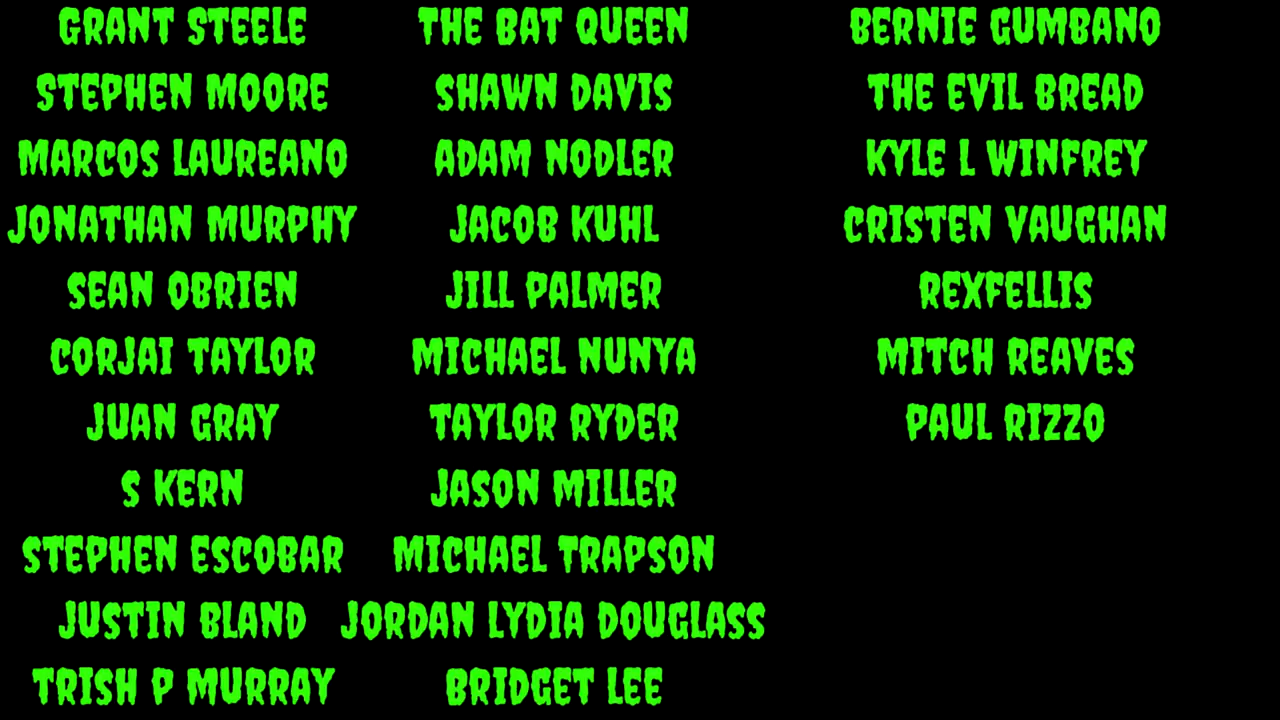 GRANT STEELE
STEPHEN MOORE
MARCOS LAUREANO
JONATHAN MURPHY
SEAN OBRIEN
CORJAI TAYLOR
JUAN GRAY
S KERN
STEPHEN ESCOBAR
JUSTIN BLAND
TRISH P MURRAY
THE BAT QUEEN
SHAWN DAVIS
ADAM NODLER
JACOB KUHL
JILL PALMER
MICHAEL NUNYA
TAYLOR RYDER
JASON MILLER
MICHAEL TRAPSON
JORDAN LYDIA DOUGLASS
BRIDGET LEE
BERNIE GUMBANO
THE EVIL BREAD
KYLE L WINFREY
CRISTEN VAUGHAN
REXFELLIS
MITCH REAVES
PAUL RIZZO